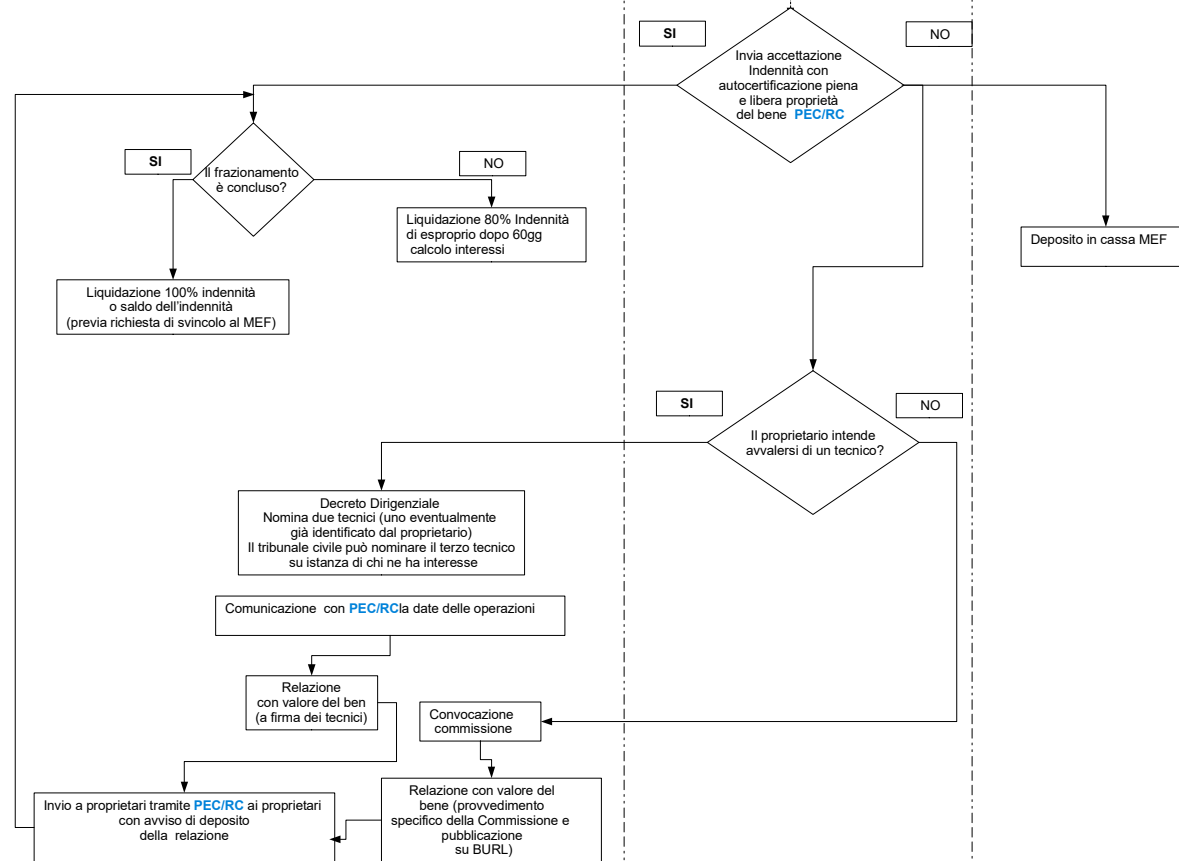 SI
NO
Invia accettazione
Indennità con
autocertificazione piena
e libera proprietà
del bene PEC/RC
SI
NO
Il frazionamento
è concluso?
Liquidazione 80% Indennità
di esproprio dopo 60gg
calcolo interessi
Deposito in cassa MEF
Liquidazione 100% indennità
o saldo dell'indennità
(previa richiesta di svincolo al MEF)
SI
NO
Il proprietario intende
avvalersi di un tecnico?
Decreto Dirigenziale
Nomina due tecnici (uno eventualmente
già identificato dal proprietario)
Il tribunale civile può nominare il terzo tecnico
su istanza di chi ne ha interesse
Comunicazione con PEC/RCla date delle operazioni
Relazione
con valore del ben
(a firma dei tecnici)
Convocazione
commissione
Invio a proprietari tramite PEC/RC ai proprietari
con avviso di deposito
della relazione
Relazione con valore del
bene (provvedimento
specifico della Commissione e
pubblicazione
su BURL)